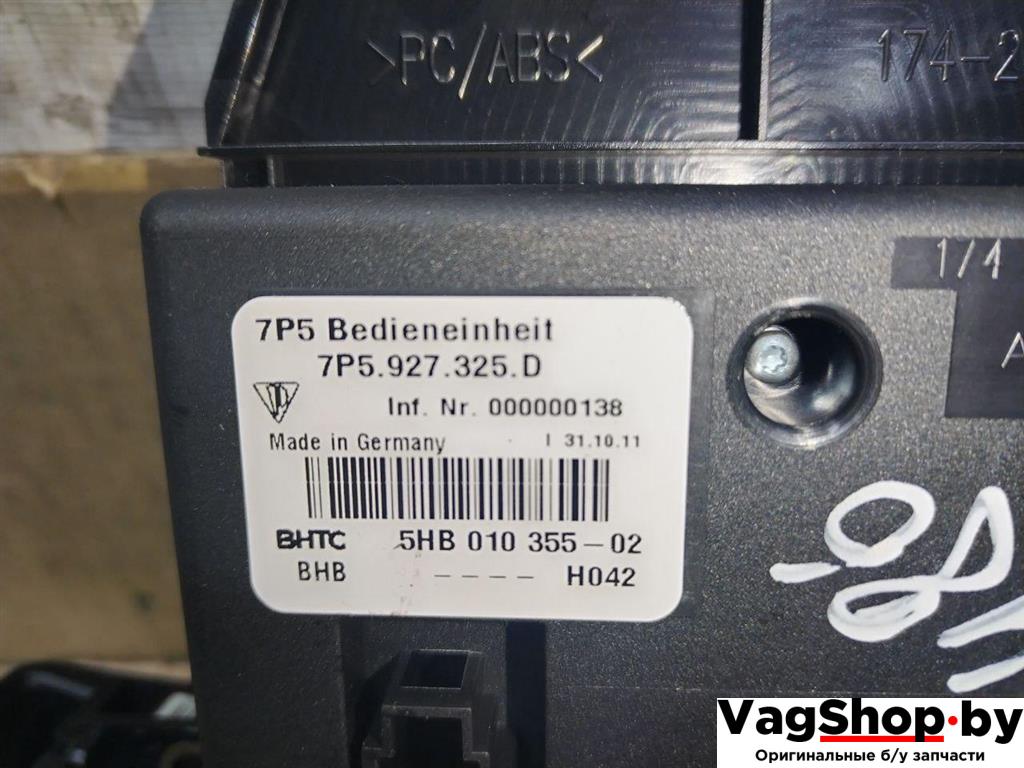 >PC/ABS<
174-2
1/4
A
7P5 Bedieneinheit
7P5.927.325.D
Inf. Nr. 000000138
Made in Germany I 31.10.11
BHTC 5HB 010 355-02
BHB ---- H042
VagShop.by
Оригинальные б/у запчасти